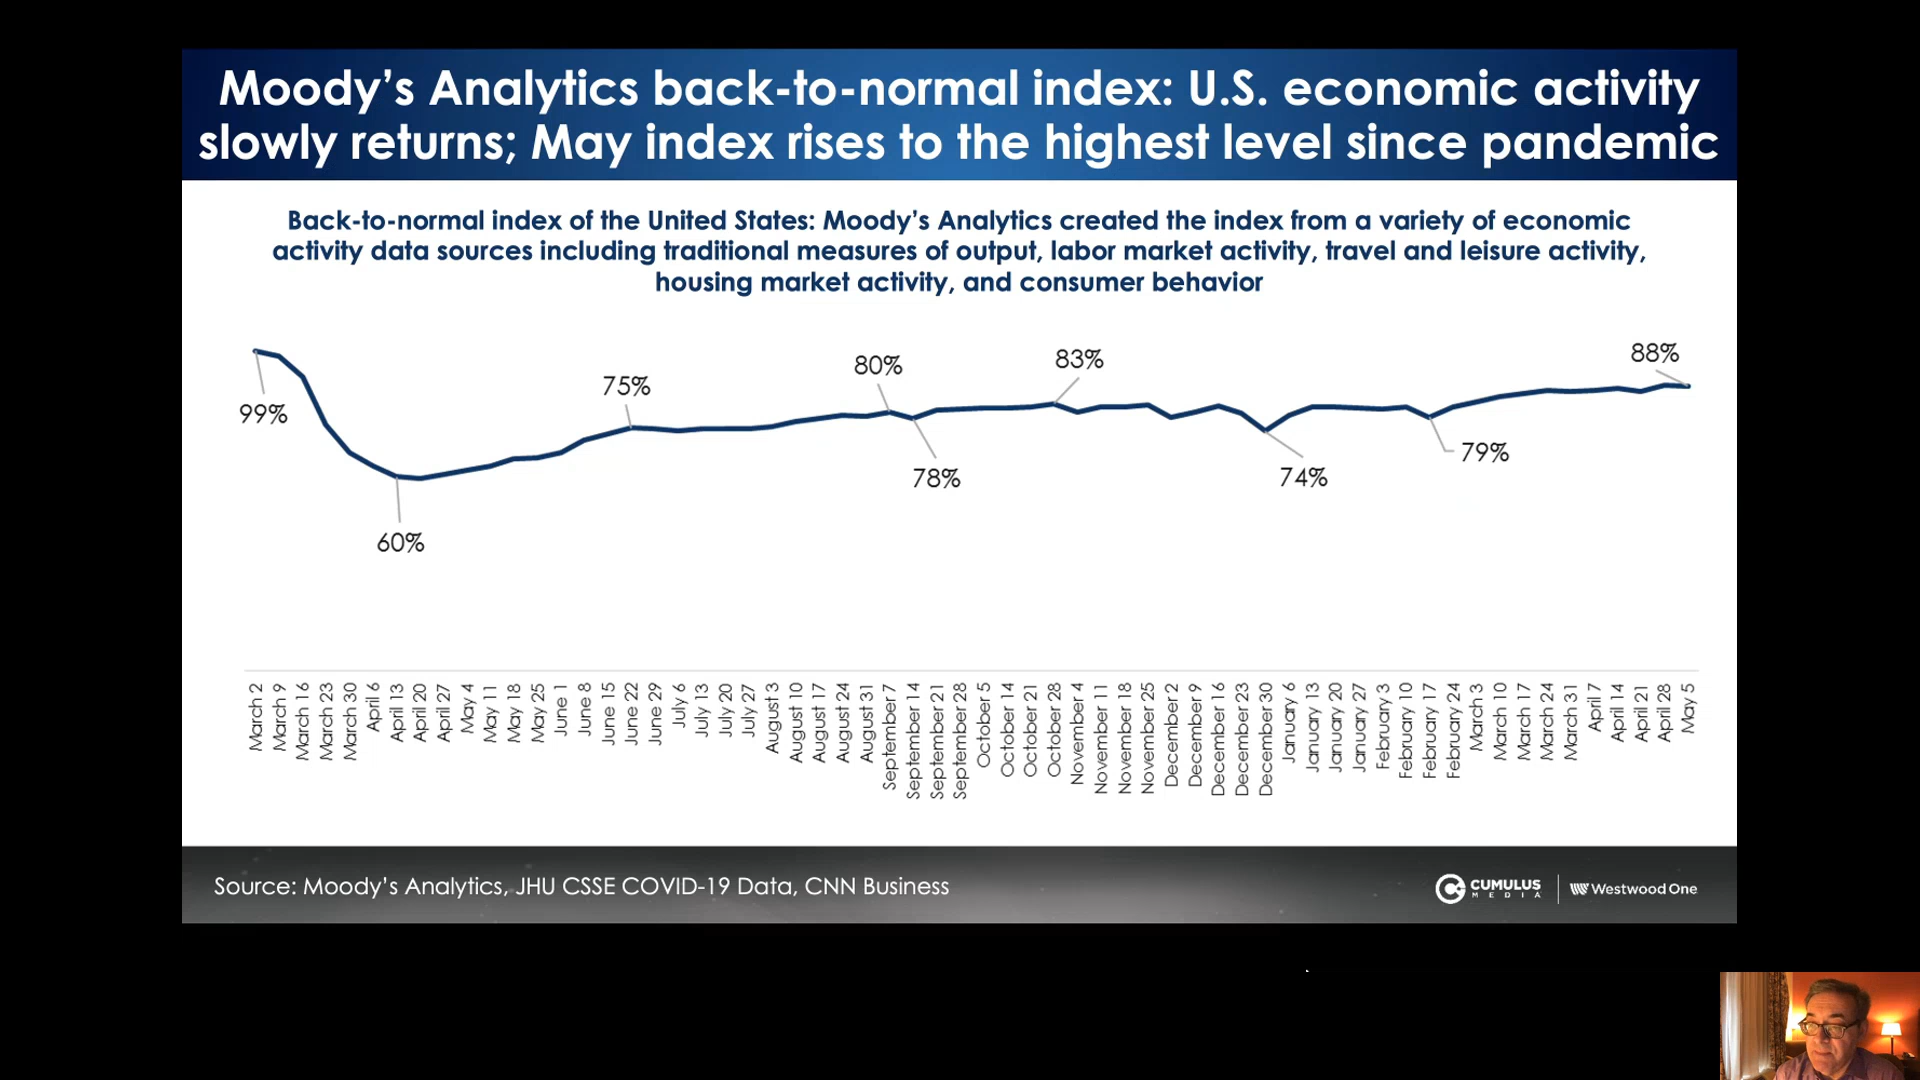 Moody’s Analytics back-to-normal index: U.S. economic activity
slowly returns; May index rises to the highest level since pandemic
Back-to-normal index of the United States: Moody’s Analytics created the index from a variety of economic
activity data sources including traditional measures of output, labor market activity, travel and leisure activity,
housing market activity, and consumer behavior
99%
60%
75%
80%
78%
83%
74%
79%
88%
March 2
March 9
March 16
March 23
March 30
April 6
April 13
April 20
April 27
May 4
May 11
May 18
May 25
June 1
June 8
June 15
June 22
June 29
July 6
July 13
July 20
July 27
August 3
August 10
August 17
August 24
August 31
September 7
September 14
September 21
September 28
October 5
October 14
October 21
October 28
November 4
November 11
November 18
November 25
December 2
December 9
December 16
December 23
December 30
January 6
January 13
January 20
January 27
February 3
February 10
February 17
February 24
March 3
March 10
March 17
March 24
March 31
April 7
April 14
April 21
April 28
May 5
Source: Moody’s Analytics, JHU CSSE COVID-19 Data, CNN Business
CUMULUS
MEDIA
Westwood One